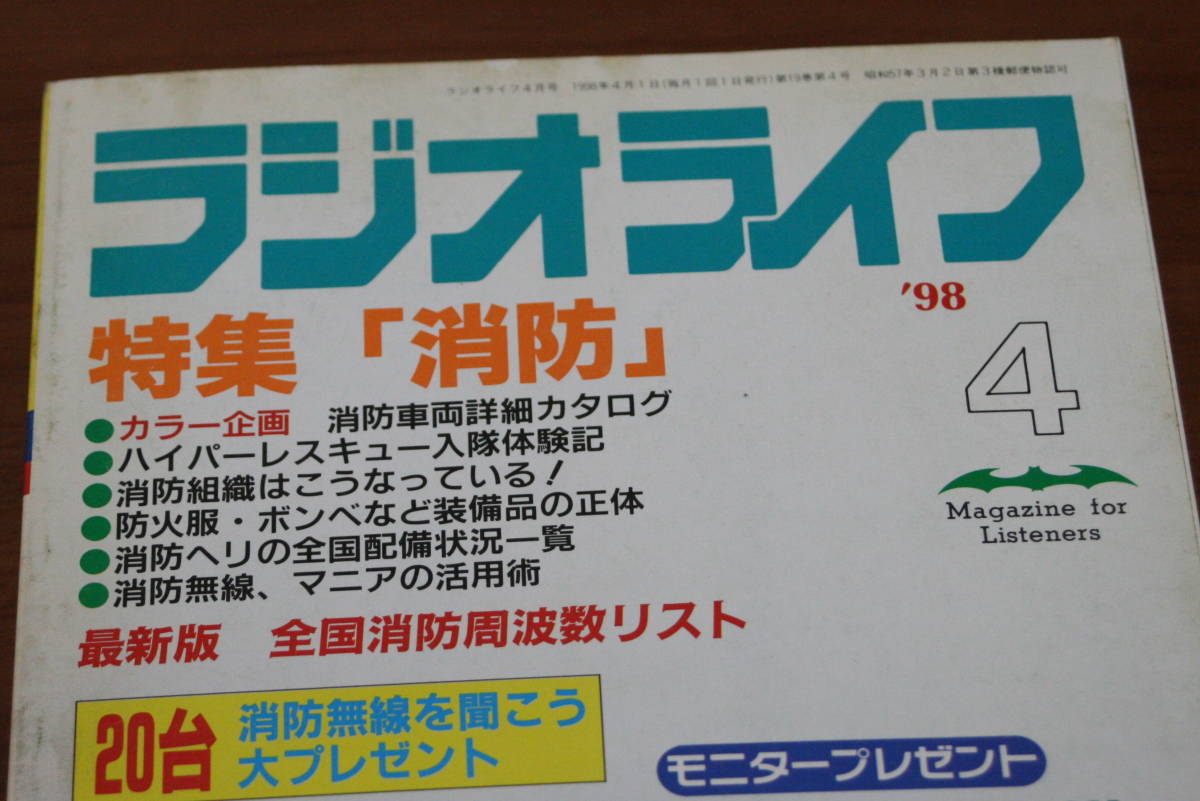 ラジオライフ4月号 1998年4月1日(毎月1回1日発行)第19巻第4号 昭和57年3月2日第3種郵便物認可
ラジオライフ
'98
特集「消防」
4
●カラー企画 消防車両詳細カタログ
●ハイパーレスキュー入隊体験記
●消防組織はこうなっている!
●防火服・ボンベなど装備品の正体
●消防ヘリの全国配備状況一覧
●消防無線、マニアの活用術
Magazine for
Listeners
最新版 全国消防周波数リスト
20台 消防無線を聞こう
大プレゼント
モニタープレゼント